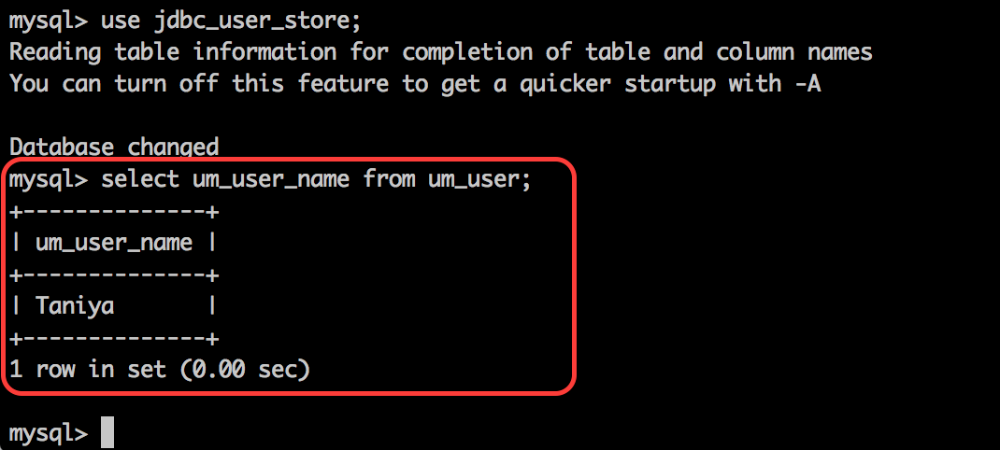 mysql> use jdbc_user_store;
Reading table information for completion of table and column names
You can turn off this feature to get a quicker startup with -A
Database changed
mysql> select um_user_name from um_user;
+--------------+
| um_user_name |
+--------------+
| Taniya       |
+--------------+
1 row in set (0.00 sec)
mysql>